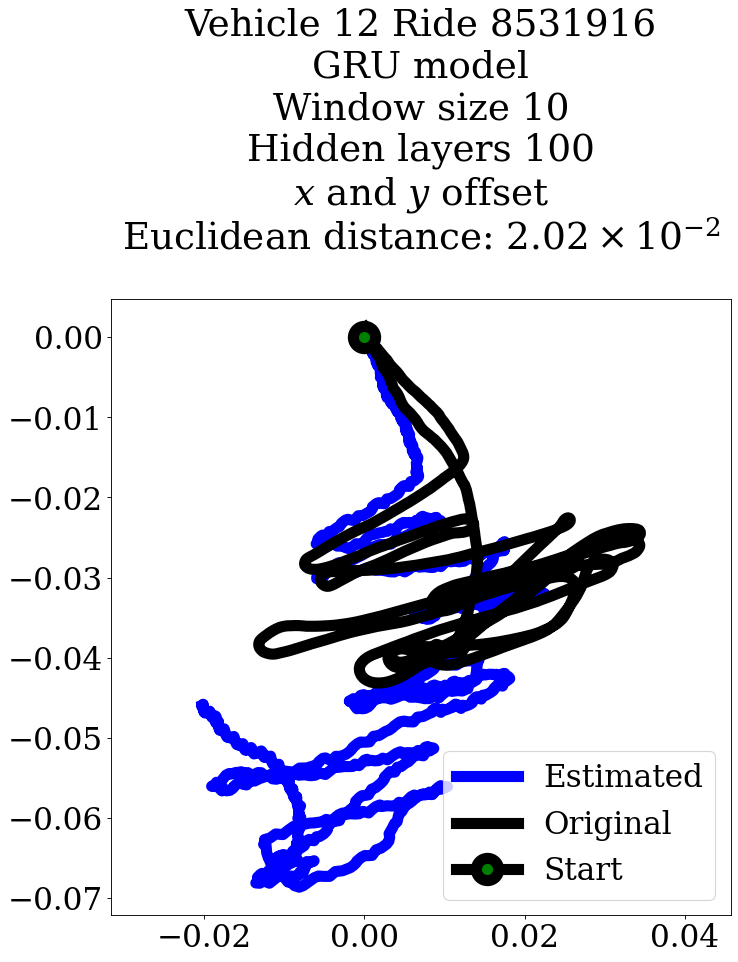 Vehicle 12 Ride 8531916
GRU model
Window size 10
Hidden layers 100
x and y offset
Euclidean distance: 2.02 × 10⁻²
0.00
−0.01
−0.02
−0.03
−0.04
−0.05
−0.06
−0.07
Estimated
Original
Start
−0.02 0.00 0.02 0.04